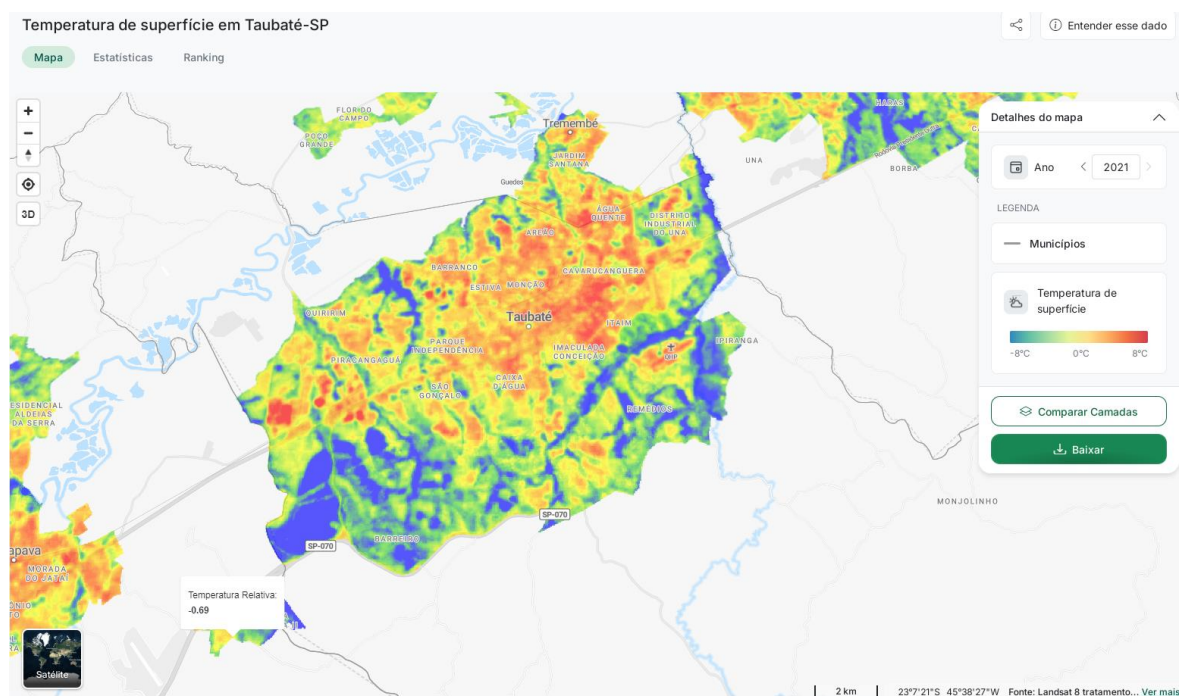 Temperatura de superfície em Taubaté-SP
Entender esse dado
Mapa
Estatísticas
Ranking
+
−
3D
FLOR DO
CAMPO
POÇO
GRANDE
Tremembé
JARDIM
SANTANA
Guedes
UNA
HARAS
BORBA
ÁGUA
QUENTE
DISTRITO
INDUSTRIAL
DO UNA
AREÃO
BARRANCO
CAVARUCANGUERA
ESTIVA
MONÇÃO
QUIRIRIM
Taubaté
ITAIM
IPIRANGA
PARQUE
INDEPENDÊNCIA
IMACULADA
CONCEIÇÃO
PIRACANGAGUÁ
CAIXA
D'ÁGUA
SÃO
GONÇALO
REMÉDIOS
ALDEIAS
DA SERRA
MONJOLINHO
SP-070
SP-070
BARREIRO
apava
MORADA
DO JATAÍ
Temperatura Relativa:
-0.69
Satélite
Detalhes do mapa
Ano
2021
LEGENDA
Municípios
Temperatura de
superfície
-8°C
0°C
8°C
Comparar Camadas
Baixar
2 km
23°7'21"S 45°38'27"W
Fonte: Landsat 8 tratamento... Ver mais